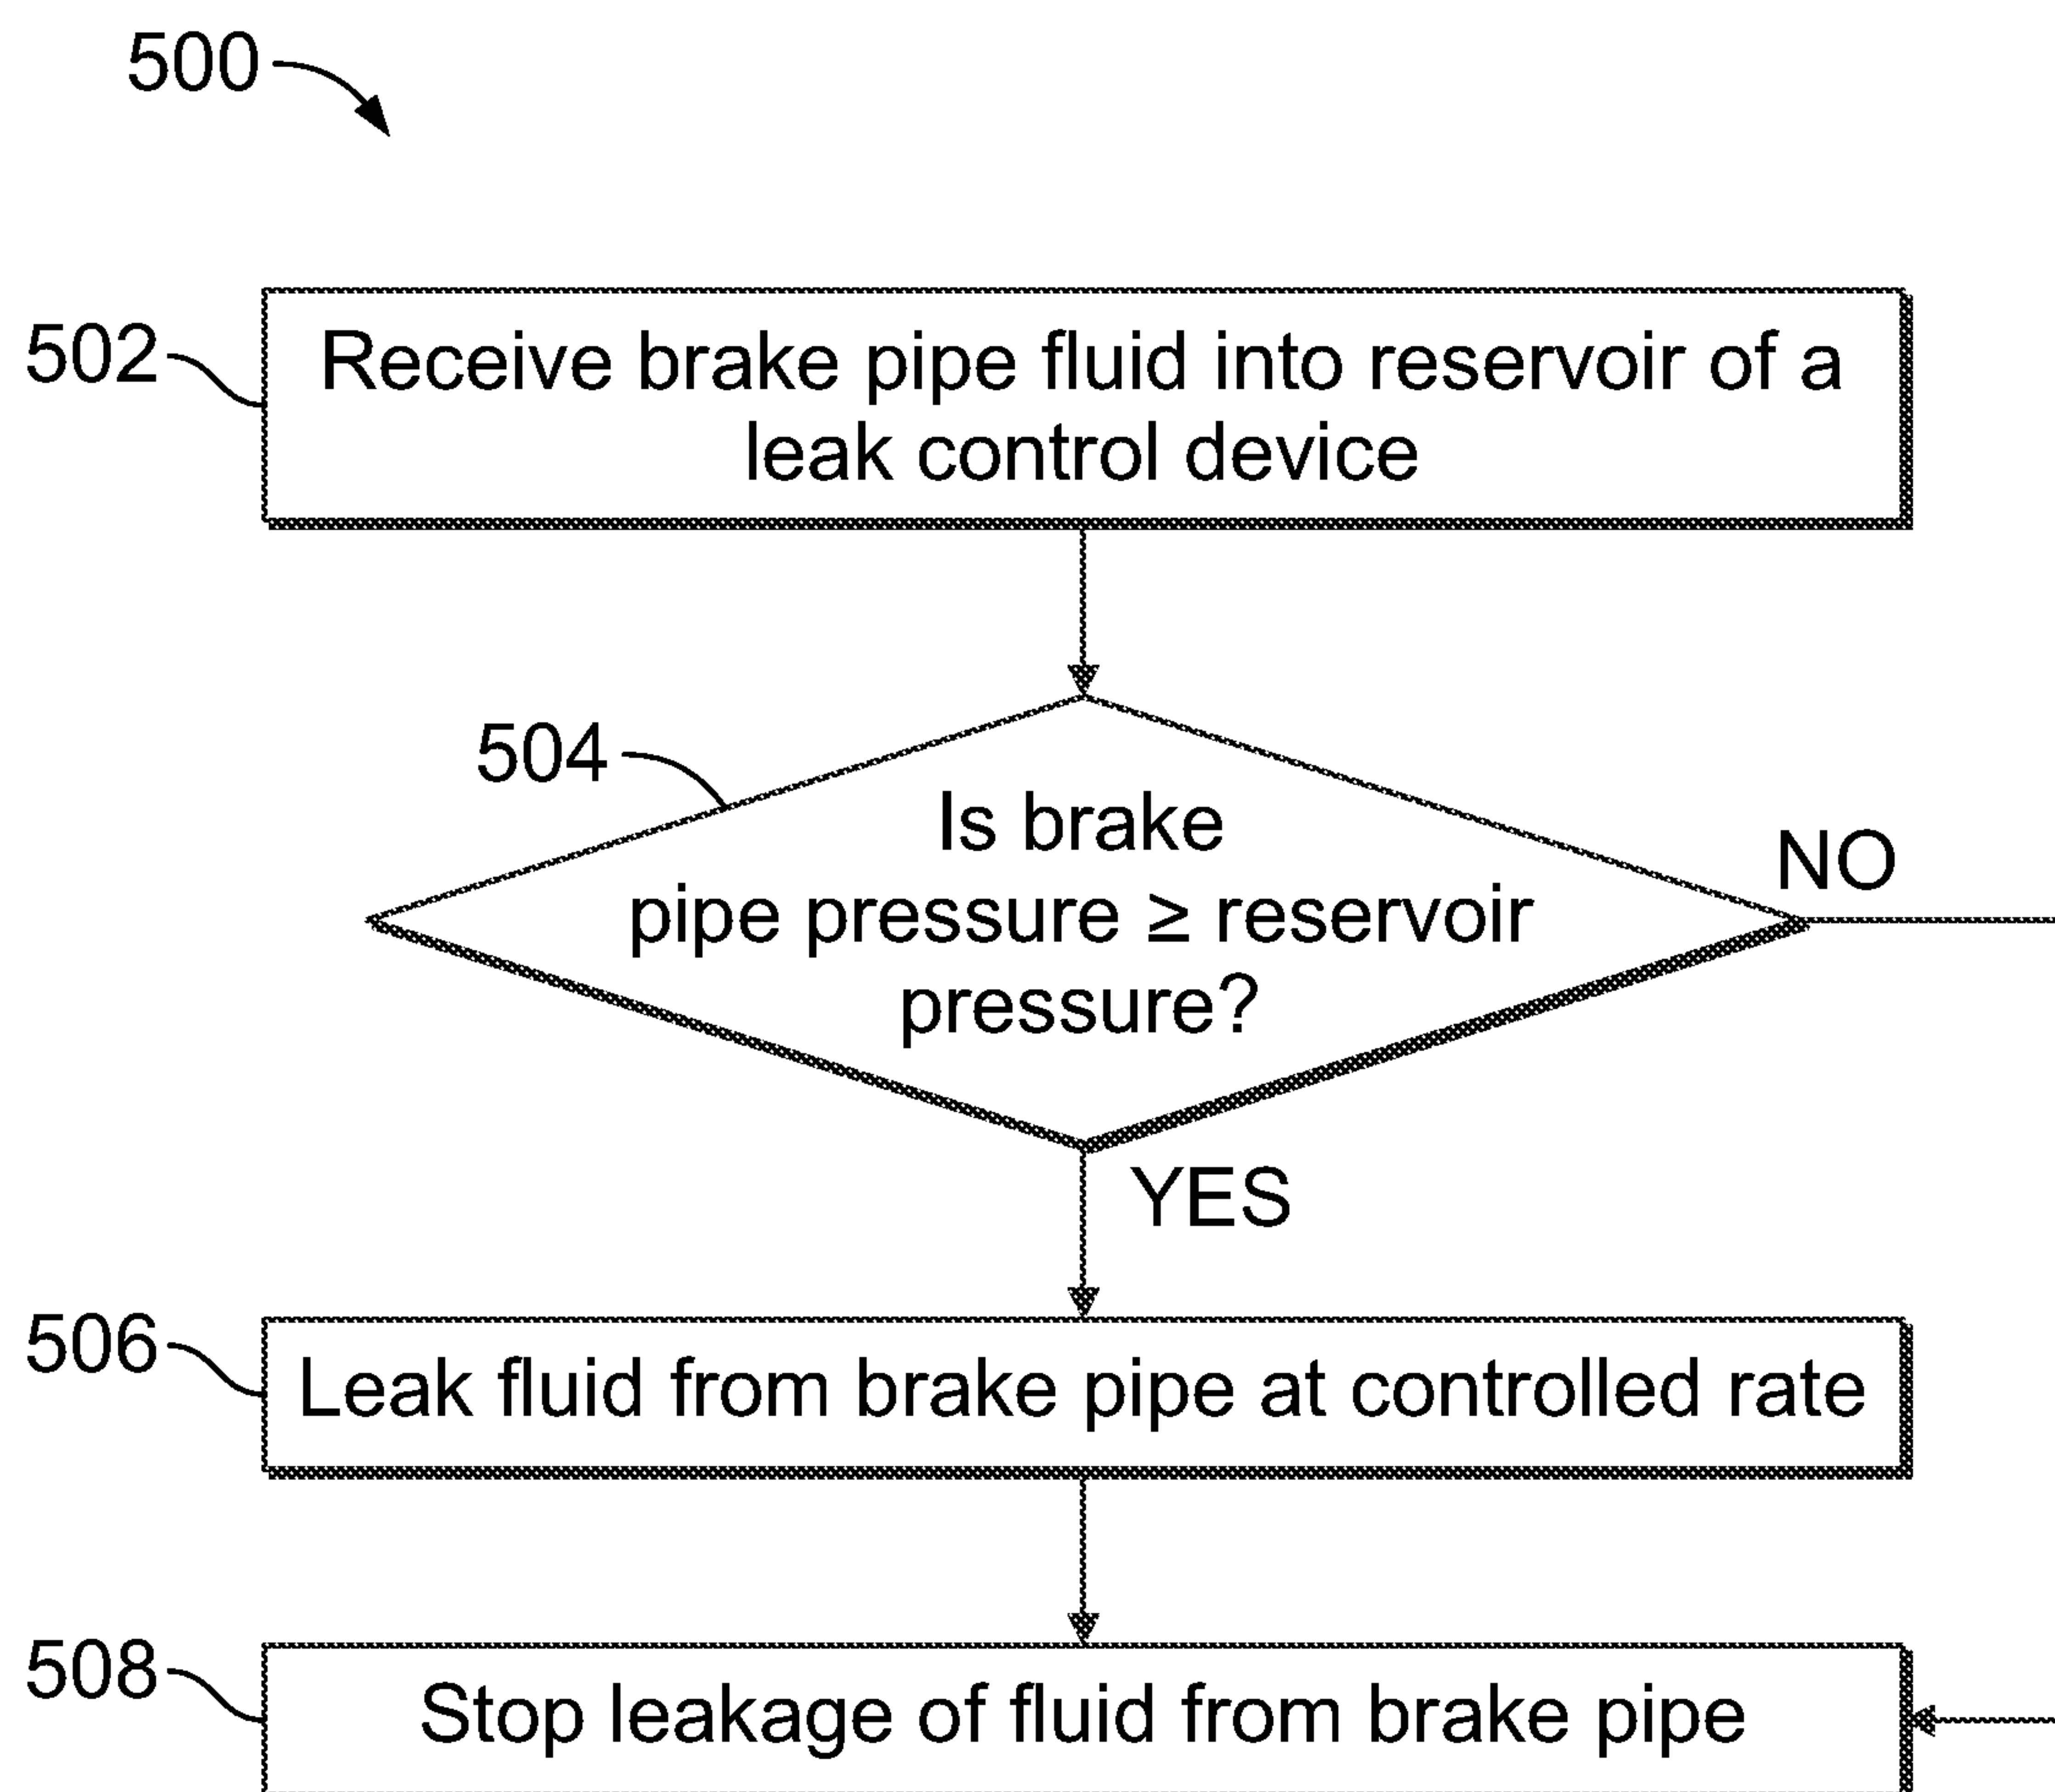 500
502
Receive brake pipe fluid into reservoir of a
leak control device
504
Is brake
pipe pressure ≥ reservoir
pressure?
NO
YES
506
Leak fluid from brake pipe at controlled rate
508
Stop leakage of fluid from brake pipe